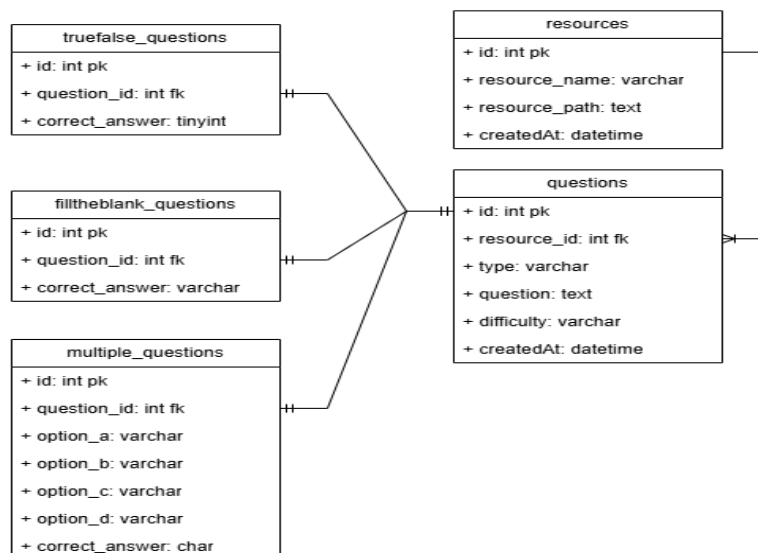 truefalse_questions
+ id: int pk
+ question_id: int fk
+ correct_answer: tinyint
filltheblank_questions
+ id: int pk
+ question_id: int fk
+ correct_answer: varchar
multiple_questions
+ id: int pk
+ question_id: int fk
+ option_a: varchar
+ option_b: varchar
+ option_c: varchar
+ option_d: varchar
+ correct_answer: char
resources
+ id: int pk
+ resource_name: varchar
+ resource_path: text
+ createdAt: datetime
questions
+ id: int pk
+ resource_id: int fk
+ type: varchar
+ question: text
+ difficulty: varchar
+ createdAt: datetime